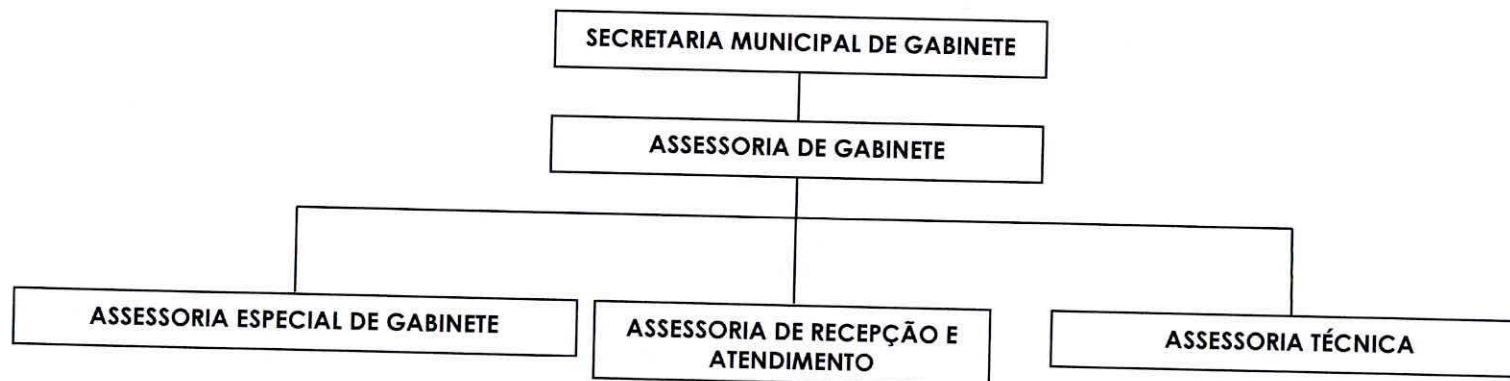 SECRETARIA MUNICIPAL DE GABINETE
ASSESSORIA DE GABINETE
ASSESSORIA ESPECIAL DE GABINETE
ASSESSORIA DE RECEPÇÃO E
ATENDIMENTO
ASSESSORIA TÉCNICA